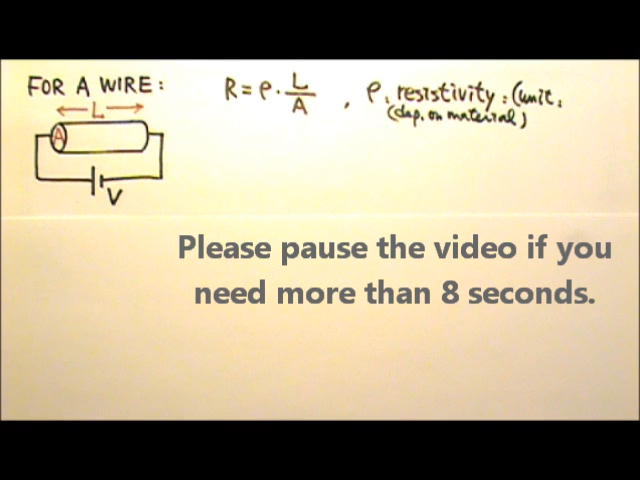 FOR A WIRE :
L
A
V
R = ρ · L / A , ρ : resistivity : (unit :
(dep. on material)
Please pause the video if you
need more than 8 seconds.